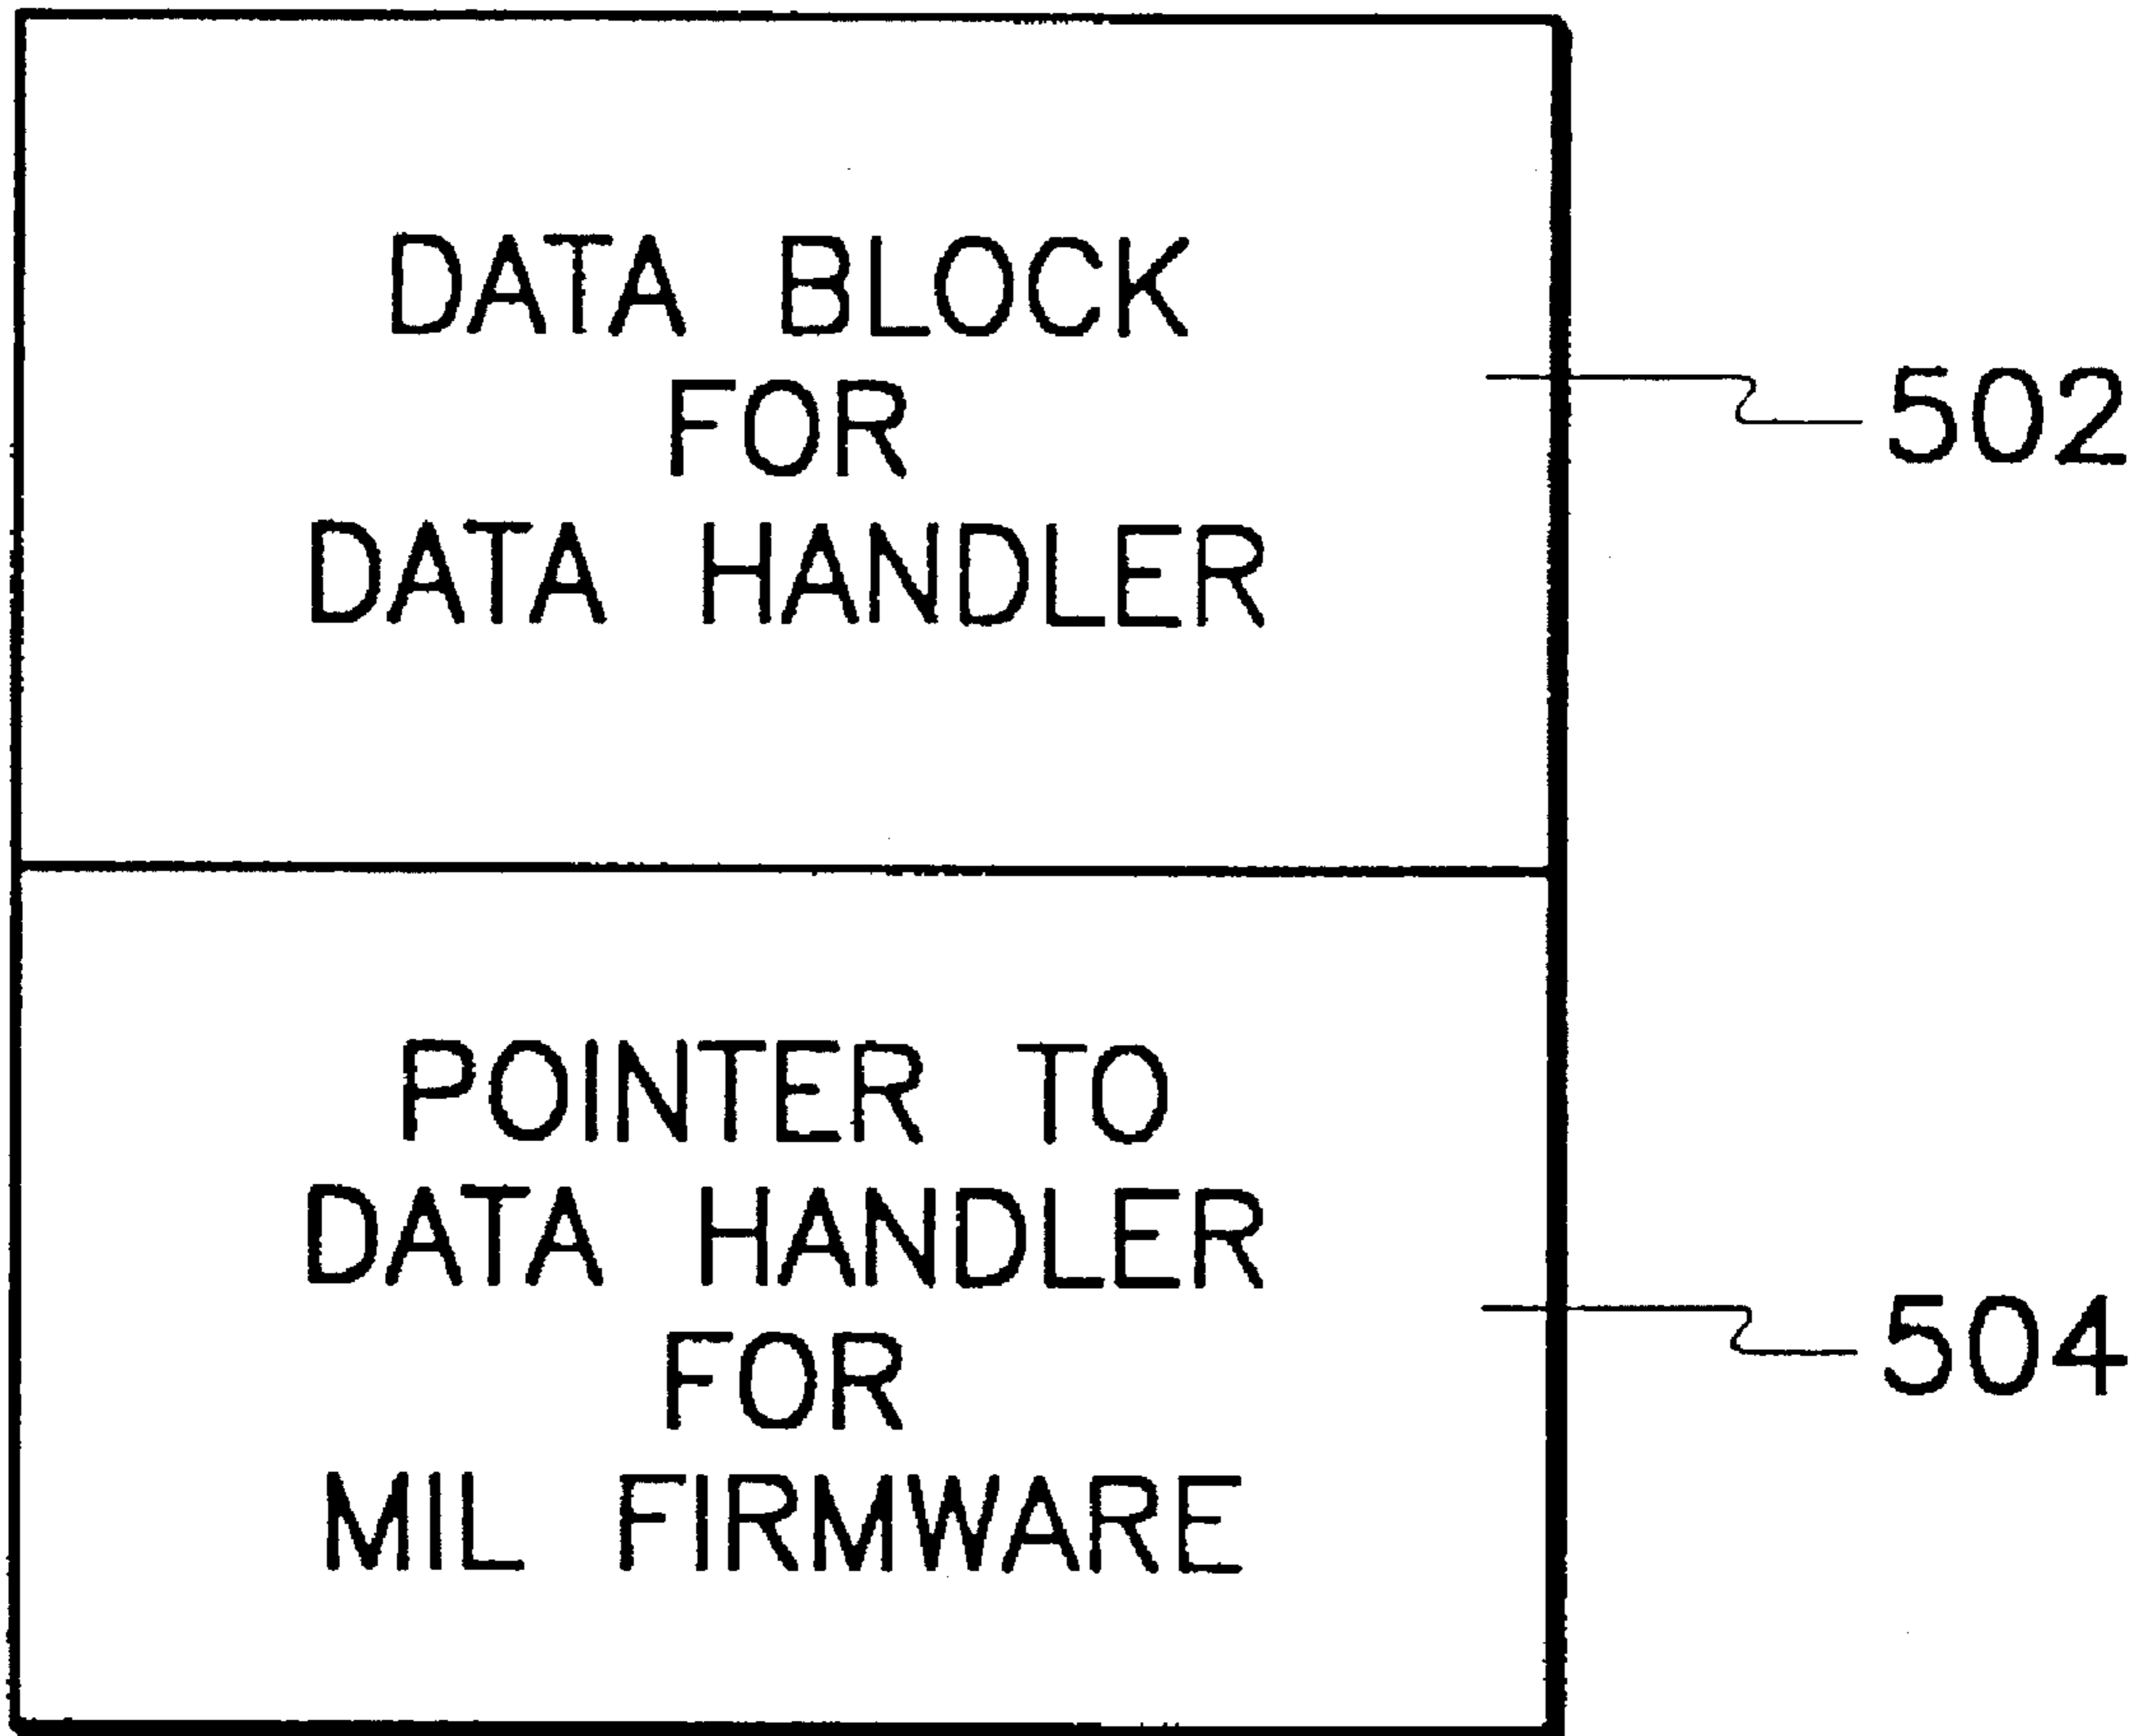 DATA BLOCK
FOR
DATA HANDLER
502
POINTER TO
DATA HANDLER
FOR
MIL FIRMWARE
504